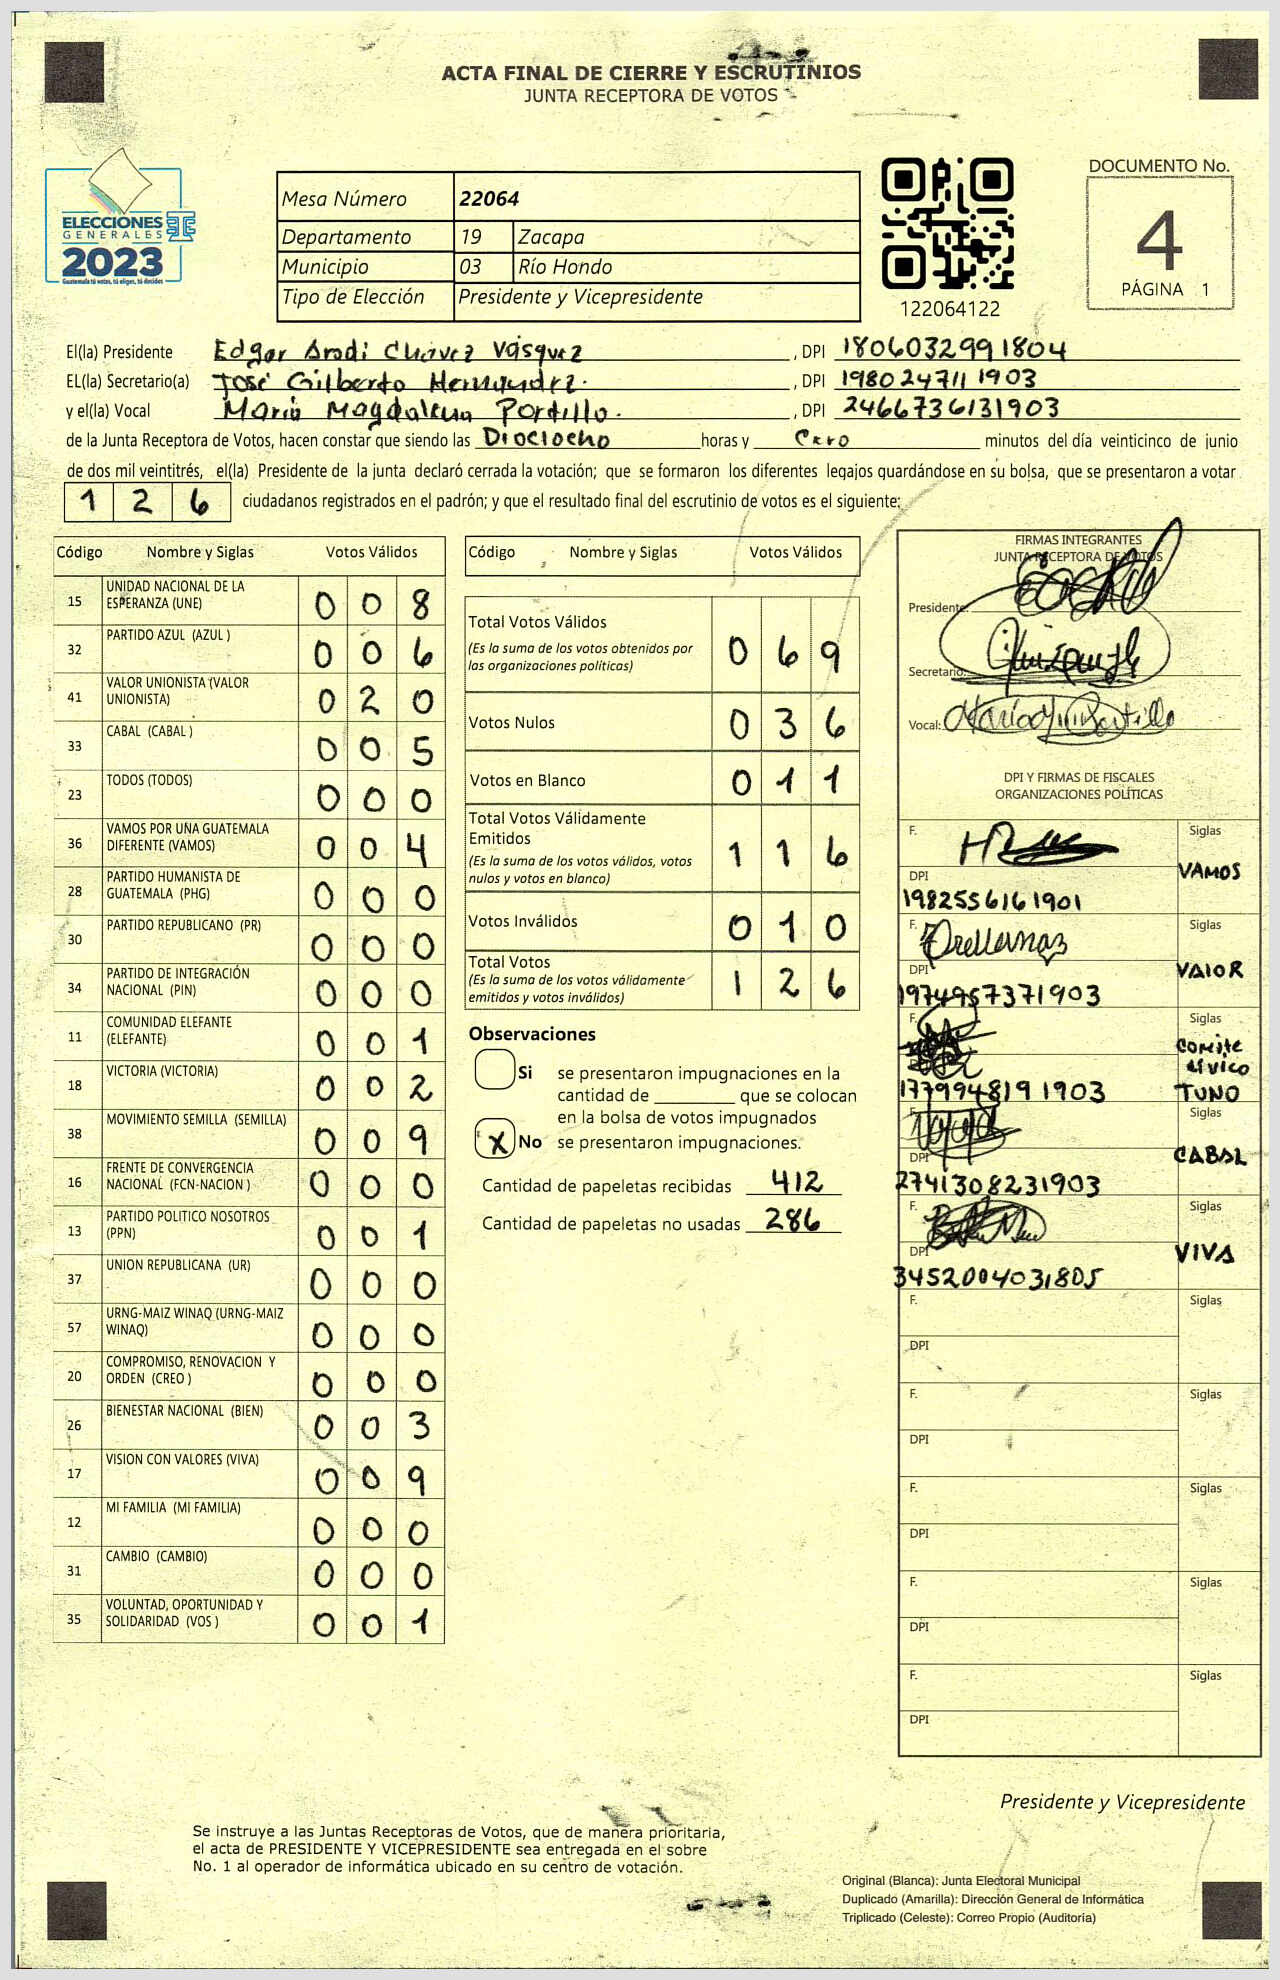 ACTA FINAL DE CIERRE Y ESCRUTINIOS
JUNTA RECEPTORA DE VOTOS
ELECCIONES
GENERALES
2023
Guatemala tú votas, tú eliges, tú decides
Mesa Número 22064
Departamento 19 Zacapa
Municipio 03 Río Hondo
Tipo de Elección Presidente y Vicepresidente
122064122
DOCUMENTO No.
4
PÁGINA 1
El(la) Presidente Edgar Arodi Chávez Vásquez , DPI 1806032991804
EL(la) Secretario(a) José Gilberto Hernández. , DPI 1980247111903
y el(la) Vocal María Magdalena Portillo. , DPI 2466736131903
de la Junta Receptora de Votos, hacen constar que siendo las Dieciocho horas y Cero minutos del día veinticinco de junio
de dos mil veintitrés, el(la) Presidente de la junta declaró cerrada la votación; que se formaron los diferentes legajos guardándose en su bolsa, que se presentaron a votar
1 2 6 ciudadanos registrados en el padrón; y que el resultado final del escrutinio de votos es el siguiente:
Código Nombre y Siglas Votos Válidos
15 UNIDAD NACIONAL DE LA ESPERANZA (UNE) 0 0 8
32 PARTIDO AZUL (AZUL ) 0 0 6
41 VALOR UNIONISTA (VALOR UNIONISTA) 0 2 0
33 CABAL (CABAL ) 0 0 5
23 TODOS (TODOS) 0 0 0
36 VAMOS POR UNA GUATEMALA DIFERENTE (VAMOS) 0 0 4
28 PARTIDO HUMANISTA DE GUATEMALA (PHG) 0 0 0
30 PARTIDO REPUBLICANO (PR) 0 0 0
34 PARTIDO DE INTEGRACIÓN NACIONAL (PIN) 0 0 0
11 COMUNIDAD ELEFANTE (ELEFANTE) 0 0 1
18 VICTORIA (VICTORIA) 0 0 2
38 MOVIMIENTO SEMILLA (SEMILLA) 0 0 9
16 FRENTE DE CONVERGENCIA NACIONAL (FCN-NACION ) 0 0 0
13 PARTIDO POLITICO NOSOTROS (PPN) 0 0 1
37 UNION REPUBLICANA (UR) 0 0 0
57 URNG-MAIZ WINAQ (URNG-MAIZ WINAQ) 0 0 0
20 COMPROMISO, RENOVACION Y ORDEN (CREO ) 0 0 0
26 BIENESTAR NACIONAL (BIEN) 0 0 3
17 VISION CON VALORES (VIVA) 0 0 9
12 MI FAMILIA (MI FAMILIA) 0 0 0
31 CAMBIO (CAMBIO) 0 0 0
35 VOLUNTAD, OPORTUNIDAD Y SOLIDARIDAD (VOS ) 0 0 1
Código Nombre y Siglas Votos Válidos
Total Votos Válidos 0 6 9
(Es la suma de los votos obtenidos por
las organizaciones políticas)
Votos Nulos 0 3 6
Votos en Blanco 0 1 1
Total Votos Válidamente
Emitidos 1 1 6
(Es la suma de los votos válidos, votos
nulos y votos en blanco)
Votos Inválidos 0 1 0
Total Votos 1 2 6
(Es la suma de los votos válidamente
emitidos y votos inválidos)
Observaciones
Si se presentaron impugnaciones en la
cantidad de ________ que se colocan
en la bolsa de votos impugnados
X No se presentaron impugnaciones.
Cantidad de papeletas recibidas 412
Cantidad de papeletas no usadas 286
FIRMAS INTEGRANTES
JUNTA RECEPTORA DE VOTOS
Presidente:
Secretario:
Vocal: María M Portillo
DPI Y FIRMAS DE FISCALES
ORGANIZACIONES POLÍTICAS
F. Siglas
VAMOS
DPI
1982556161901
F. Orellana Siglas
VALOR
DPI
1974957371903
F. Siglas
Comite
Civico
TUNO
DPI
1779948191903
F. Siglas
CABAL
DPI
2741308231903
F. Siglas
VIVA
DPI
3452004031805
F. Siglas
DPI
F. Siglas
DPI
F. Siglas
DPI
F. Siglas
DPI
F. Siglas
DPI
Presidente y Vicepresidente
Se instruye a las Juntas Receptoras de Votos, que de manera prioritaria,
el acta de PRESIDENTE Y VICEPRESIDENTE sea entregada en el sobre
No. 1 al operador de informática ubicado en su centro de votación.
Original (Blanca): Junta Electoral Municipal
Duplicado (Amarilla): Dirección General de Informática
Triplicado (Celeste): Correo Propio (Auditoría)